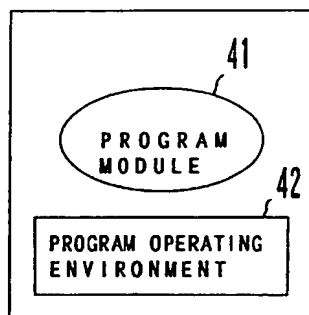 41
PROGRAM
MODULE
42
PROGRAM OPERATING
ENVIRONMENT